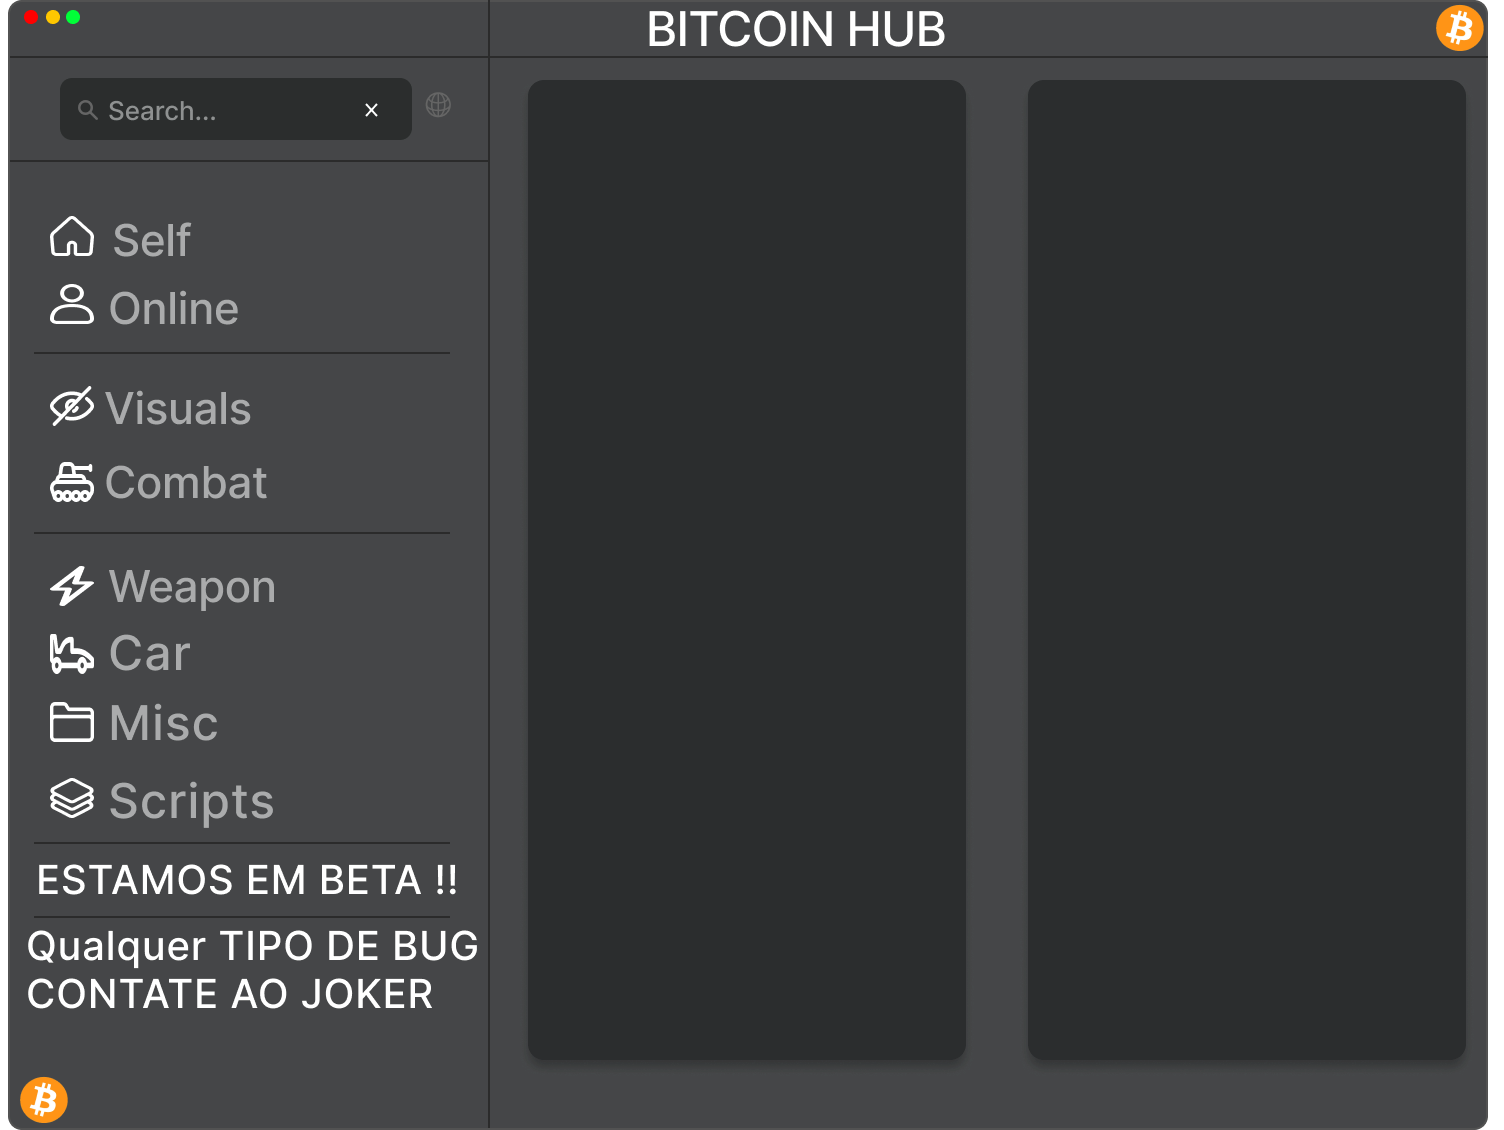 BITCOIN HUB
Search...
Self
Online
Visuals
Combat
Weapon
Car
Misc
Scripts
ESTAMOS EM BETA !!
Qualquer TIPO DE BUG
CONTATE AO JOKER